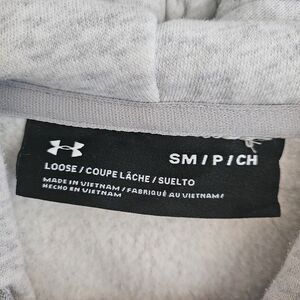 SM / P / CH
LOOSE / COUPE LÂCHE / SUELTO
MADE IN VIETNAM / FABRIQUÉ AU VIETNAM /
HECHO EN VIETNAM